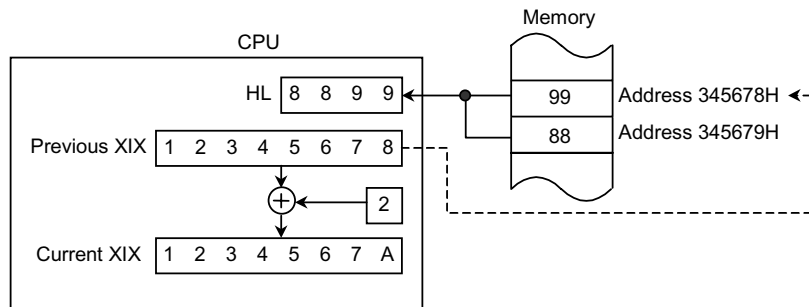 Memory
CPU
HL 8 8 9 9
99 Address 345678H
88 Address 345679H
Previous XIX 1 2 3 4 5 6 7 8
+ 2
Current XIX 1 2 3 4 5 6 7 A